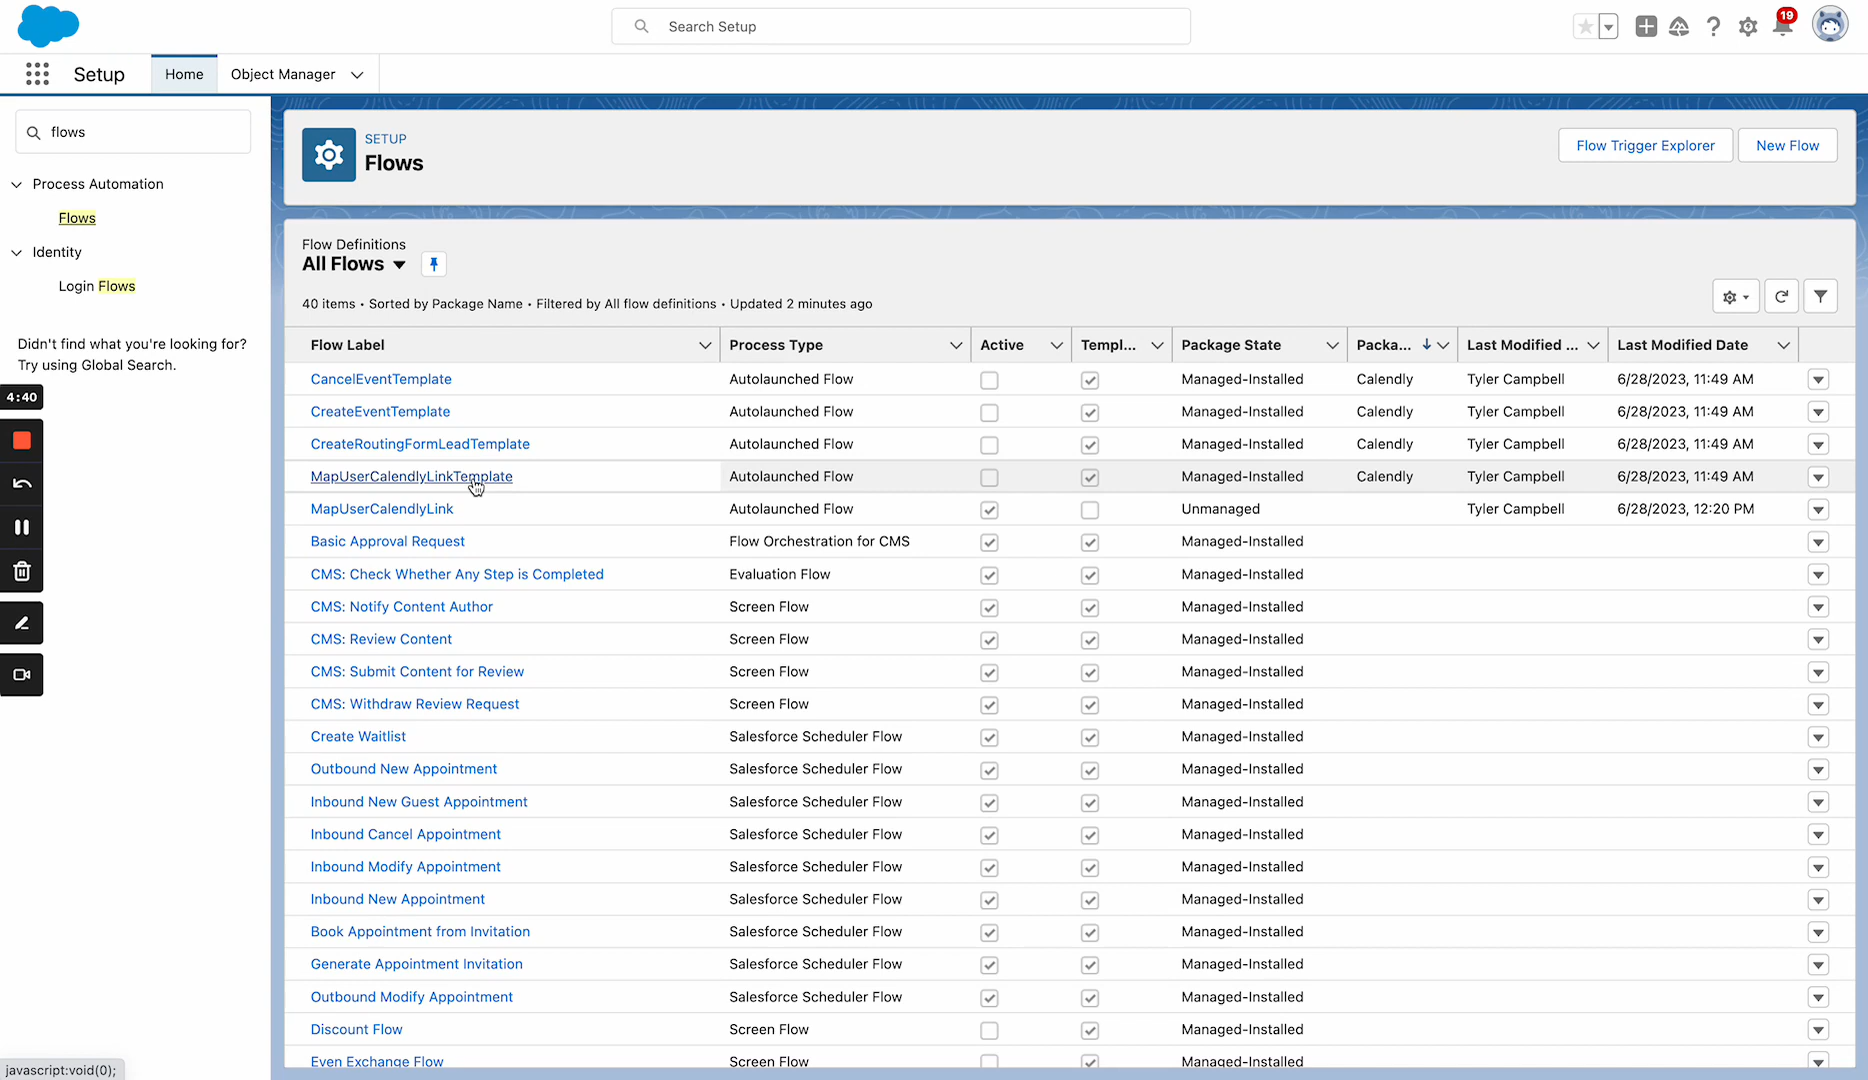 Search Setup
19
Setup
Home
Object Manager
flows
Process Automation
Flows
Identity
Login Flows
Didn't find what you're looking for?
Try using Global Search.
4:40
SETUP
Flows
Flow Trigger Explorer
New Flow
Flow Definitions
All Flows
40 items • Sorted by Package Name • Filtered by All flow definitions • Updated 2 minutes ago
Flow Label Process Type Active Templ... Package State Packa... Last Modified ... Last Modified Date
CancelEventTemplate Autolaunched Flow Managed-Installed Calendly Tyler Campbell 6/28/2023, 11:49 AM
CreateEventTemplate Autolaunched Flow Managed-Installed Calendly Tyler Campbell 6/28/2023, 11:49 AM
CreateRoutingFormLeadTemplate Autolaunched Flow Managed-Installed Calendly Tyler Campbell 6/28/2023, 11:49 AM
MapUserCalendlyLinkTemplate Autolaunched Flow Managed-Installed Calendly Tyler Campbell 6/28/2023, 11:49 AM
MapUserCalendlyLink Autolaunched Flow Unmanaged Tyler Campbell 6/28/2023, 12:20 PM
Basic Approval Request Flow Orchestration for CMS Managed-Installed
CMS: Check Whether Any Step is Completed Evaluation Flow Managed-Installed
CMS: Notify Content Author Screen Flow Managed-Installed
CMS: Review Content Screen Flow Managed-Installed
CMS: Submit Content for Review Screen Flow Managed-Installed
CMS: Withdraw Review Request Screen Flow Managed-Installed
Create Waitlist Salesforce Scheduler Flow Managed-Installed
Outbound New Appointment Salesforce Scheduler Flow Managed-Installed
Inbound New Guest Appointment Salesforce Scheduler Flow Managed-Installed
Inbound Cancel Appointment Salesforce Scheduler Flow Managed-Installed
Inbound Modify Appointment Salesforce Scheduler Flow Managed-Installed
Inbound New Appointment Salesforce Scheduler Flow Managed-Installed
Book Appointment from Invitation Salesforce Scheduler Flow Managed-Installed
Generate Appointment Invitation Salesforce Scheduler Flow Managed-Installed
Outbound Modify Appointment Salesforce Scheduler Flow Managed-Installed
Discount Flow Screen Flow Managed-Installed
Even Exchange Flow Screen Flow Managed-Installed
javascript:void(0);